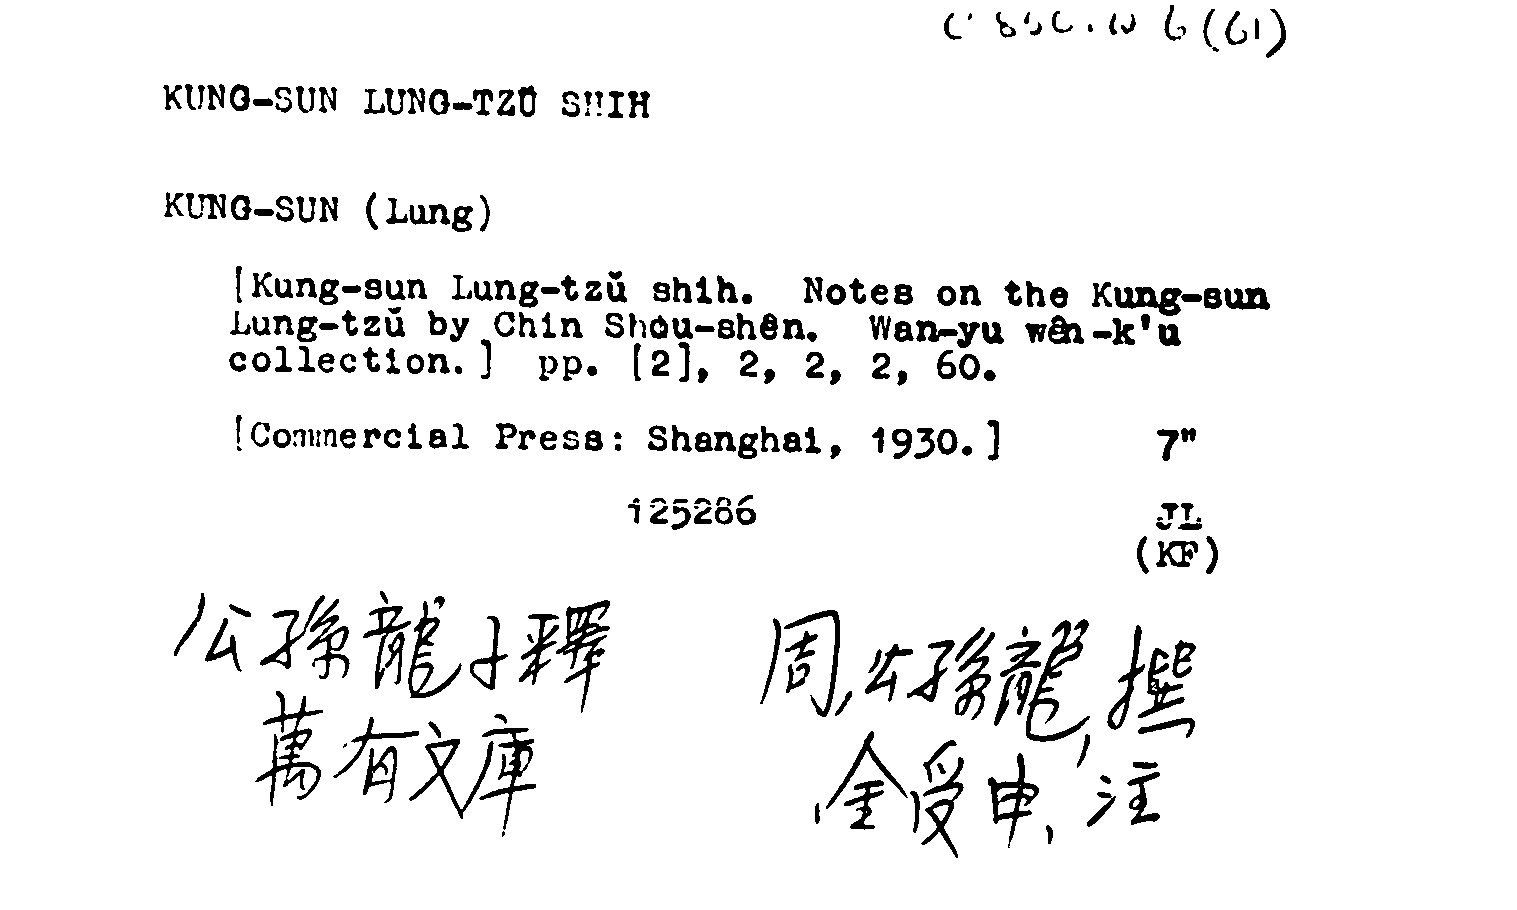 6(61)
KUNG-SUN LUNG-TZŬ SHIH
KUNG-SUN (Lung)
[Kung-sun Lung-tzŭ shih. Notes on the Kung-sun
Lung-tzŭ by Chin Shou-shên. Wan-yu wên-k'u
collection.] pp. [2], 2, 2, 2, 60.
[Commercial Press: Shanghai, 1930.] 7"
125286 JL
(KF)
公孫龍子釋 周,公孫龍,撰
萬有文庫 金受申,注